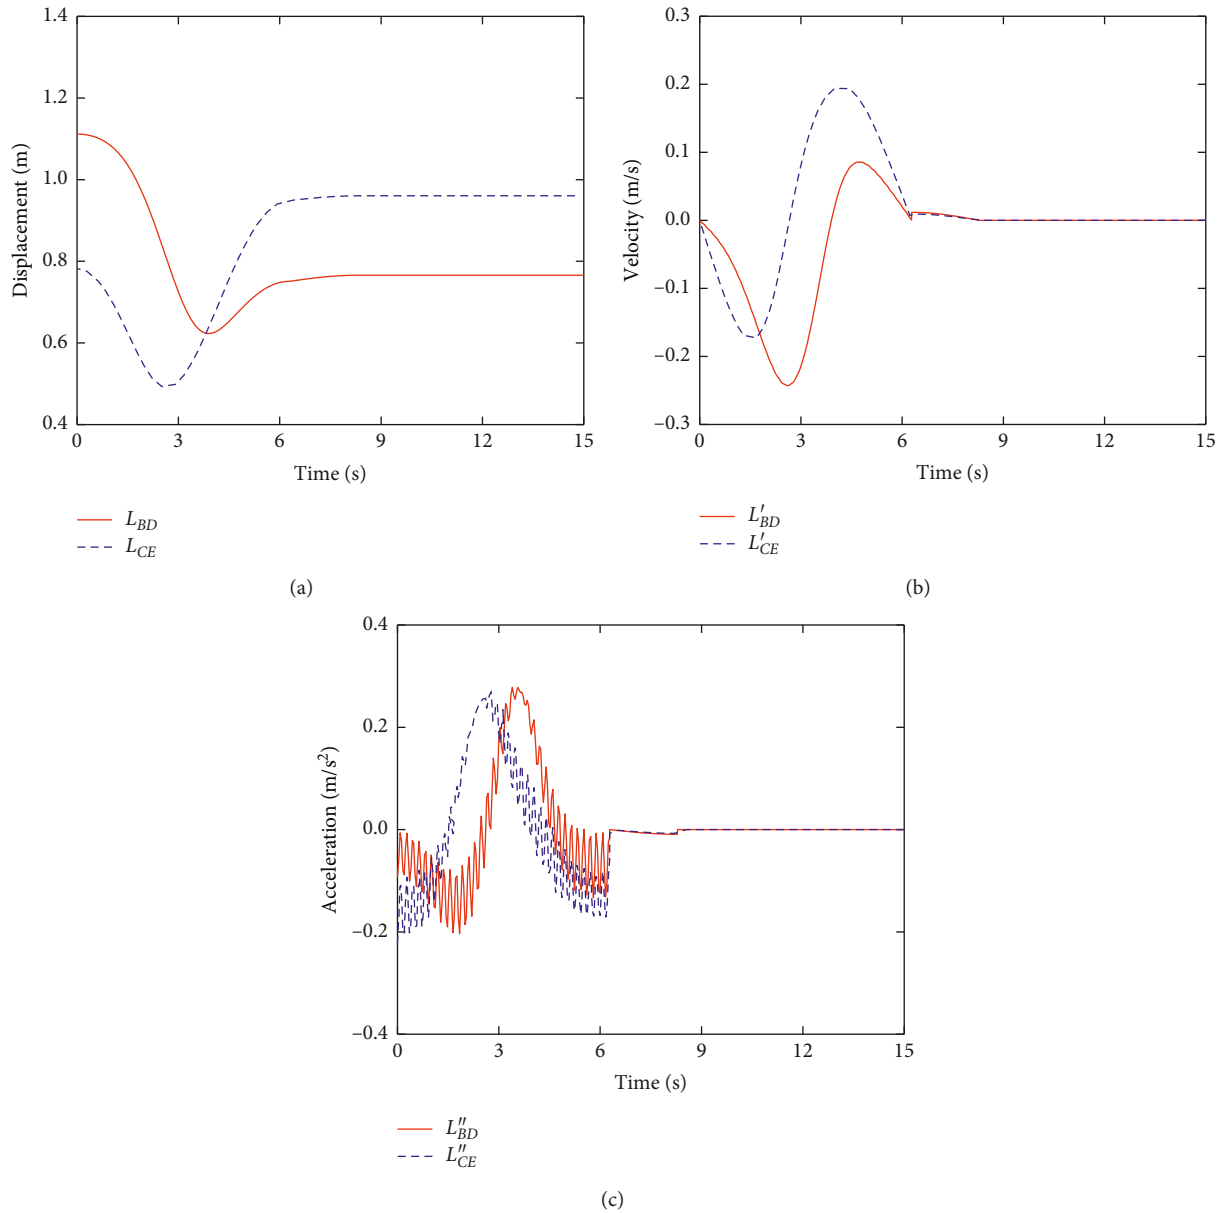 1.4
1.2
1.0
0.8
0.6
0.4
Displacement (m)
0 3 6 9 12 15
Time (s)
L_BD
L_CE
(a)
0.3
0.2
0.1
0.0
−0.1
−0.2
−0.3
Velocity (m/s)
0 3 6 9 12 15
Time (s)
L′_BD
L′_CE
(b)
0.4
0.2
0.0
−0.2
−0.4
Acceleration (m/s²)
0 3 6 9 12 15
Time (s)
L″_BD
L″_CE
(c)